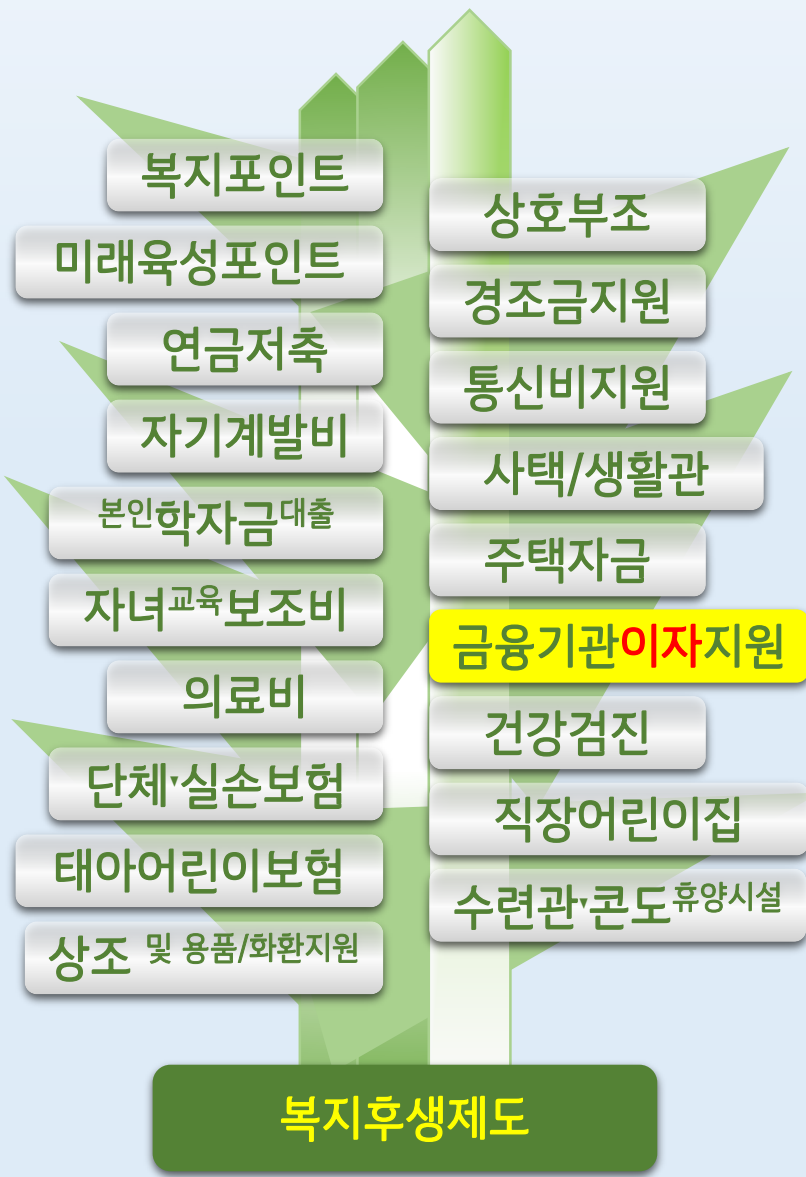 복지포인트
미래육성포인트
연금저축
자기계발비
본인학자금대출
자녀교육보조비
의료비
단체▾실손보험
태아어린이보험
상조 및 용품/화환지원
상호부조
경조금지원
통신비지원
사택/생활관
주택자금
금융기관이자지원
건강검진
직장어린이집
수련관▾콘도휴양시설
복지후생제도